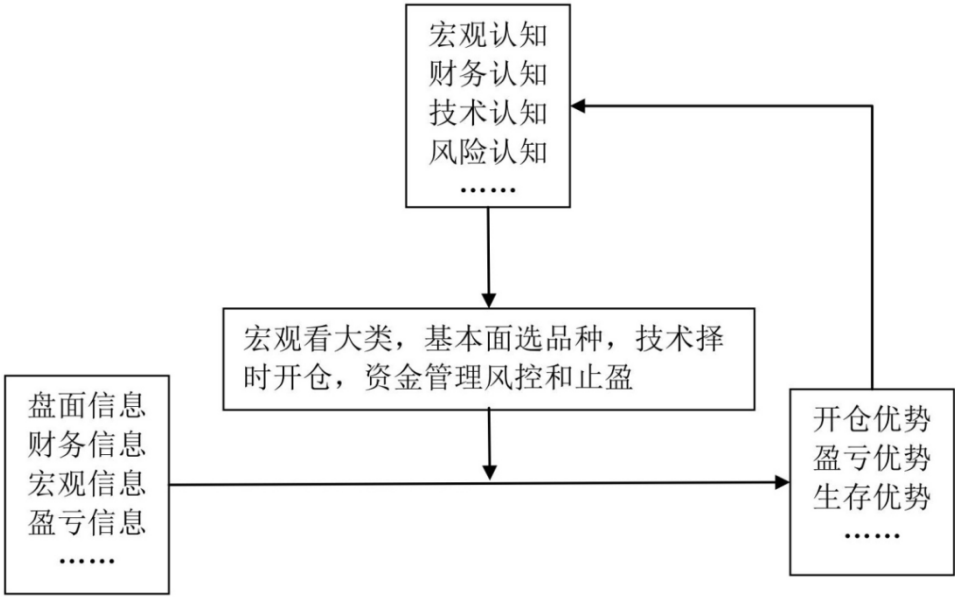 宏观认知
财务认知
技术认知
风险认知
……
宏观看大类，基本面选品种，技术择
时开仓，资金管理风控和止盈
盘面信息
财务信息
宏观信息
盈亏信息
……
开仓优势
盈亏优势
生存优势
……